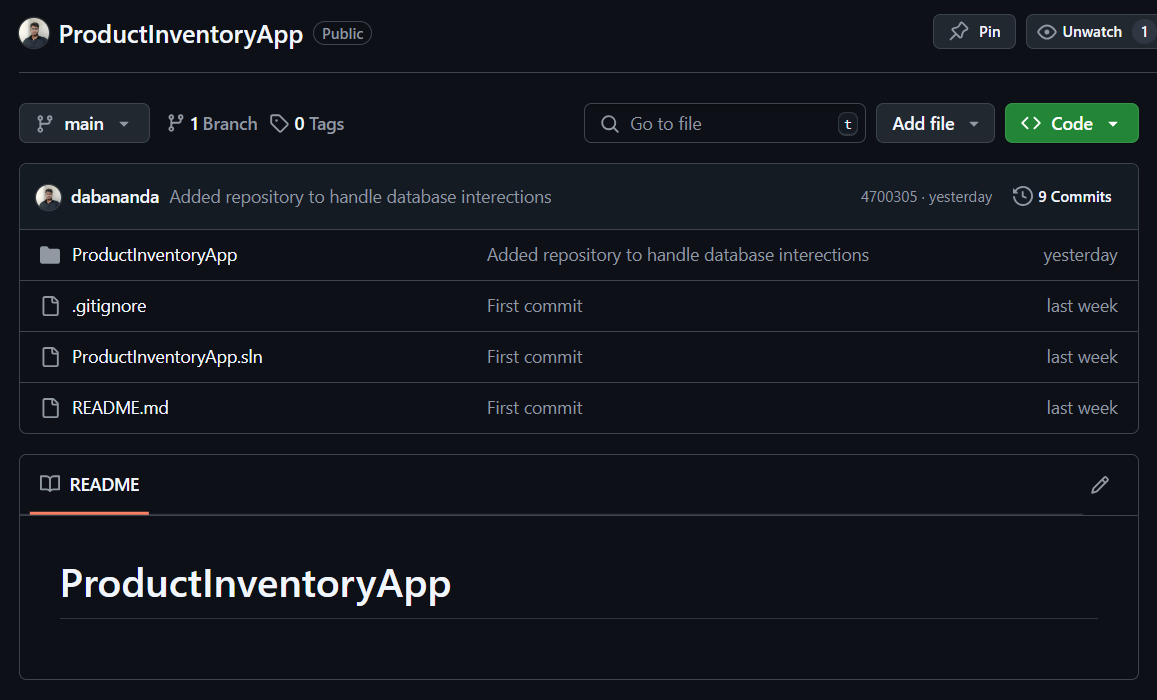 ProductInventoryApp Public Pin Unwatch 1
main 1 Branch 0 Tags Go to file t Add file Code
dabananda Added repository to handle database interections 4700305 · yesterday 9 Commits
ProductInventoryApp Added repository to handle database interections yesterday
.gitignore First commit last week
ProductInventoryApp.sln First commit last week
README.md First commit last week
README
ProductInventoryApp